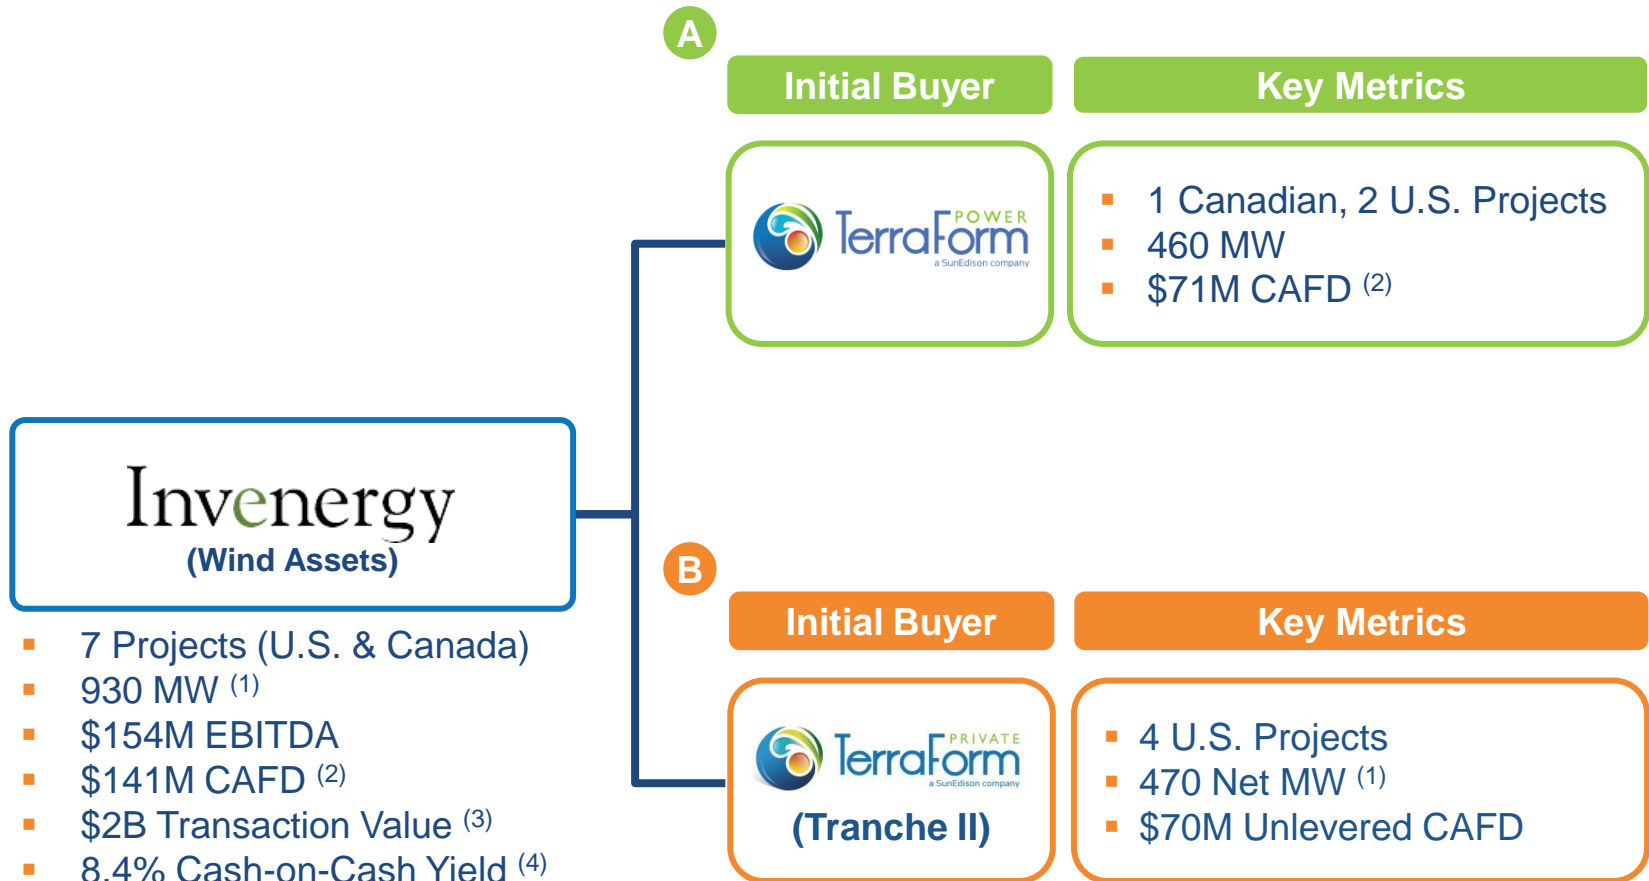 A
Initial Buyer
Key Metrics
POWER
TerraForm
a SunEdison company
▪ 1 Canadian, 2 U.S. Projects
▪ 460 MW
▪ $71M CAFD (2)
Invenergy
(Wind Assets)
▪ 7 Projects (U.S. & Canada)
▪ 930 MW (1)
▪ $154M EBITDA
▪ $141M CAFD (2)
▪ $2B Transaction Value (3)
▪ 8.4% Cash-on-Cash Yield (4)
B
Initial Buyer
Key Metrics
PRIVATE
TerraForm
a SunEdison company
(Tranche II)
▪ 4 U.S. Projects
▪ 470 Net MW (1)
▪ $70M Unlevered CAFD